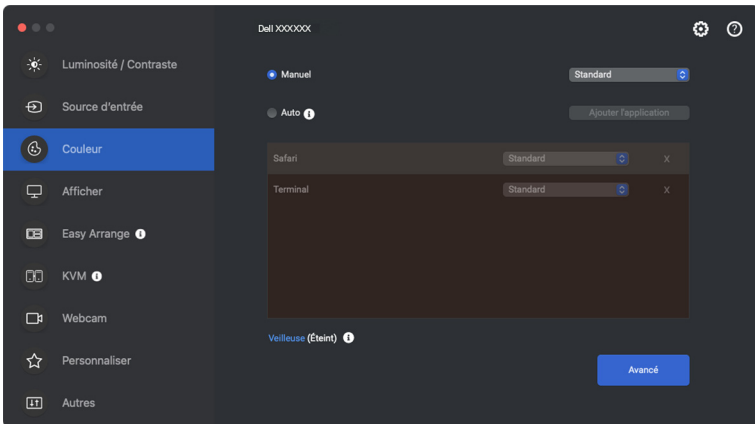 Dell XXXXXX
Luminosité / Contraste
Source d'entrée
Couleur
Afficher
Easy Arrange
KVM
Webcam
Personnaliser
Autres
Manuel Standard
Auto Ajouter l'application
Safari Standard X
Terminal Standard X
Veilleuse (Éteint)
Avancé